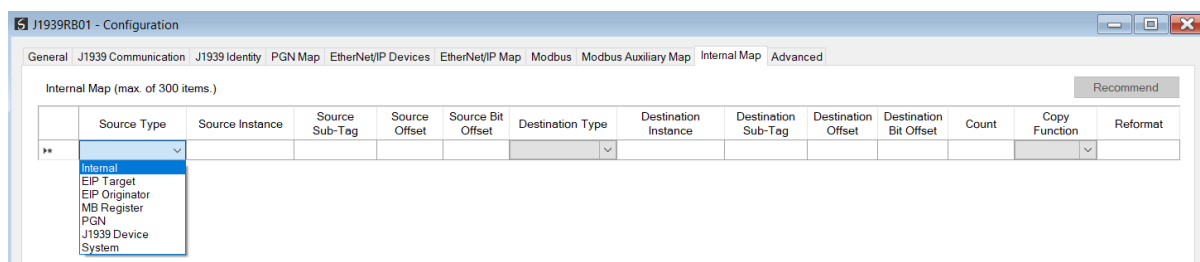 J1939RB01 - Configuration
General J1939 Communication J1939 Identity PGN Map EtherNet/IP Devices EtherNet/IP Map Modbus Modbus Auxiliary Map Internal Map Advanced
Internal Map (max. of 300 items.) Recommend
Source Type Source Instance Source Sub-Tag Source Offset Source Bit Offset Destination Type Destination Instance Destination Sub-Tag Destination Offset Destination Bit Offset Count Copy Function Reformat
Internal
EIP Target
EIP Originator
MB Register
PGN
J1939 Device
System